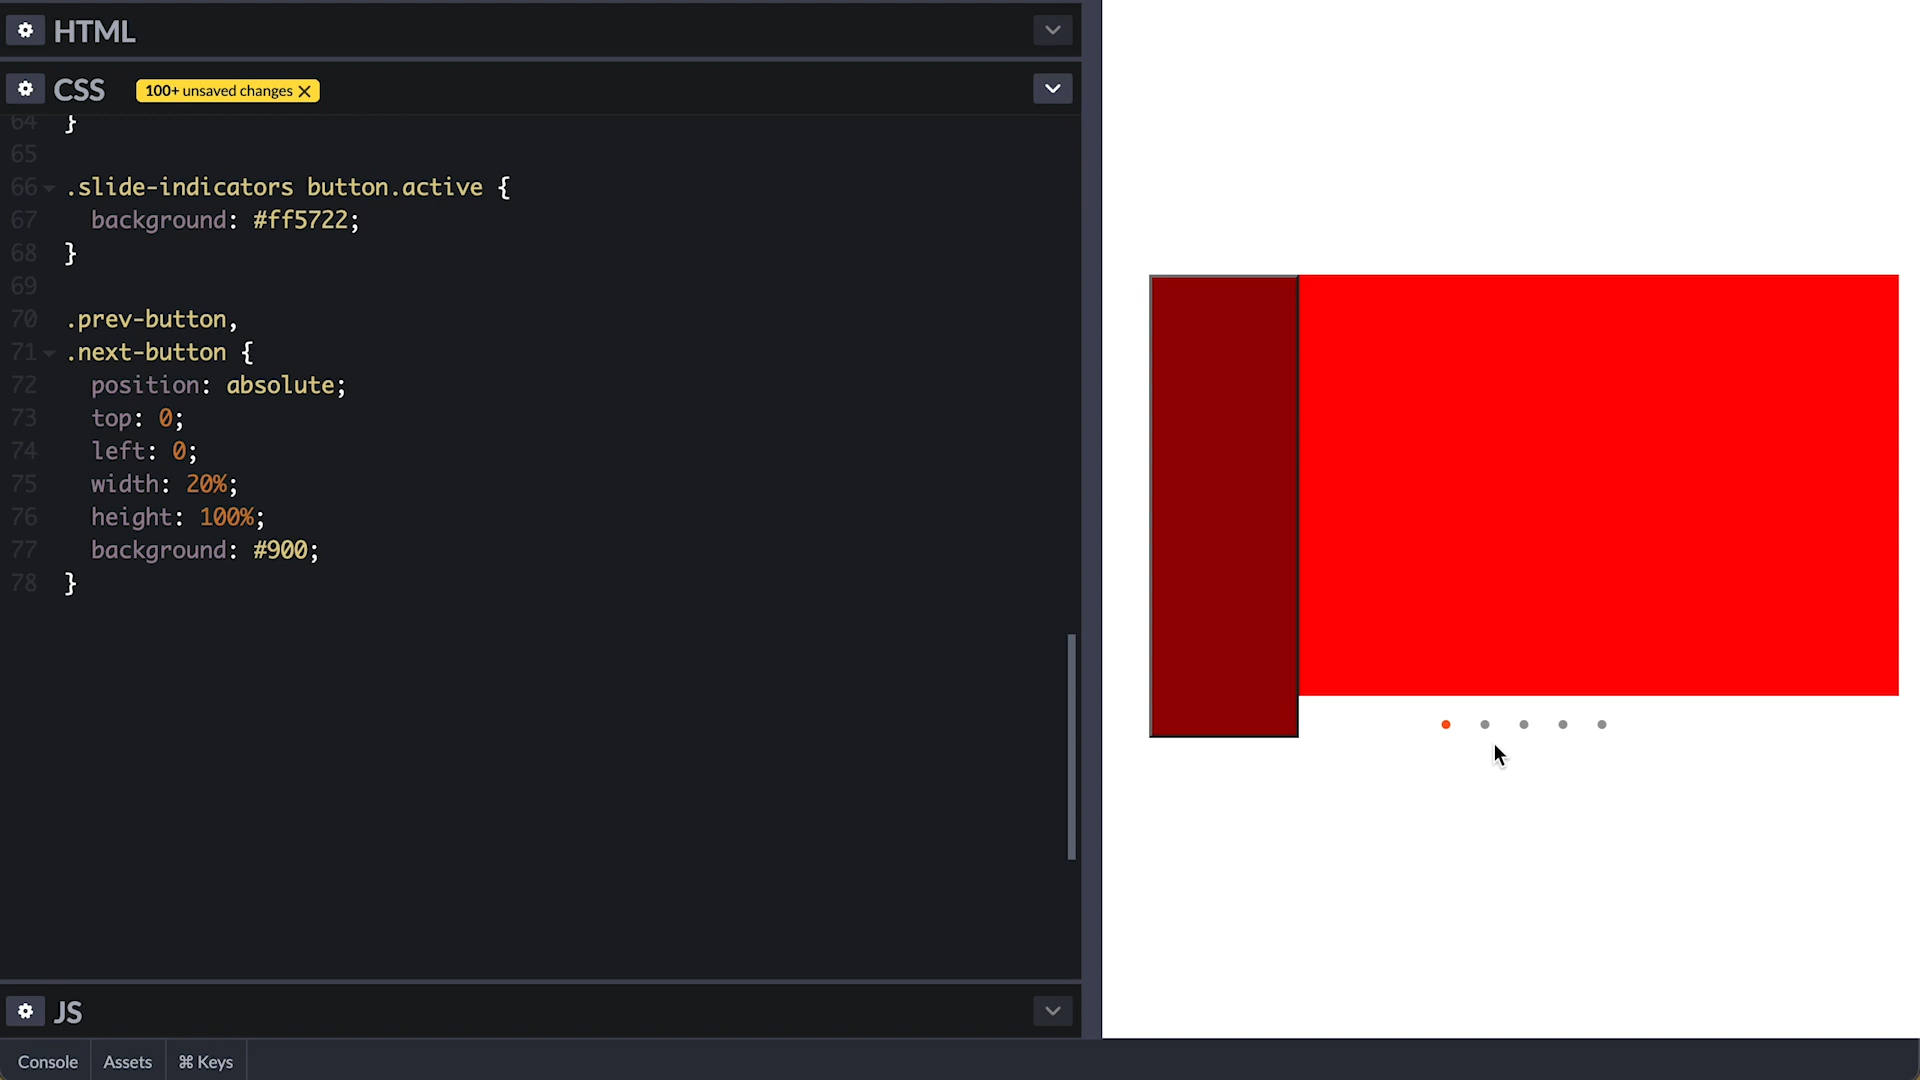 HTML
CSS 100+ unsaved changes
64 }
65
66 .slide-indicators button.active {
67 background: #ff5722;
68 }
69
70 .prev-button,
71 .next-button {
72 position: absolute;
73 top: 0;
74 left: 0;
75 width: 20%;
76 height: 100%;
77 background: #900;
78 }
JS
Console Assets ⌘ Keys